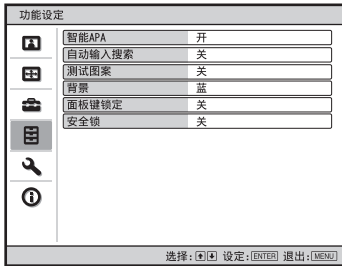 功能设定
智能APA 开
自动输入搜索 关
测试图案 关
背景 蓝
面板键锁定 关
安全锁 关
选择:⬆⬇ 设定:ENTER 退出:MENU